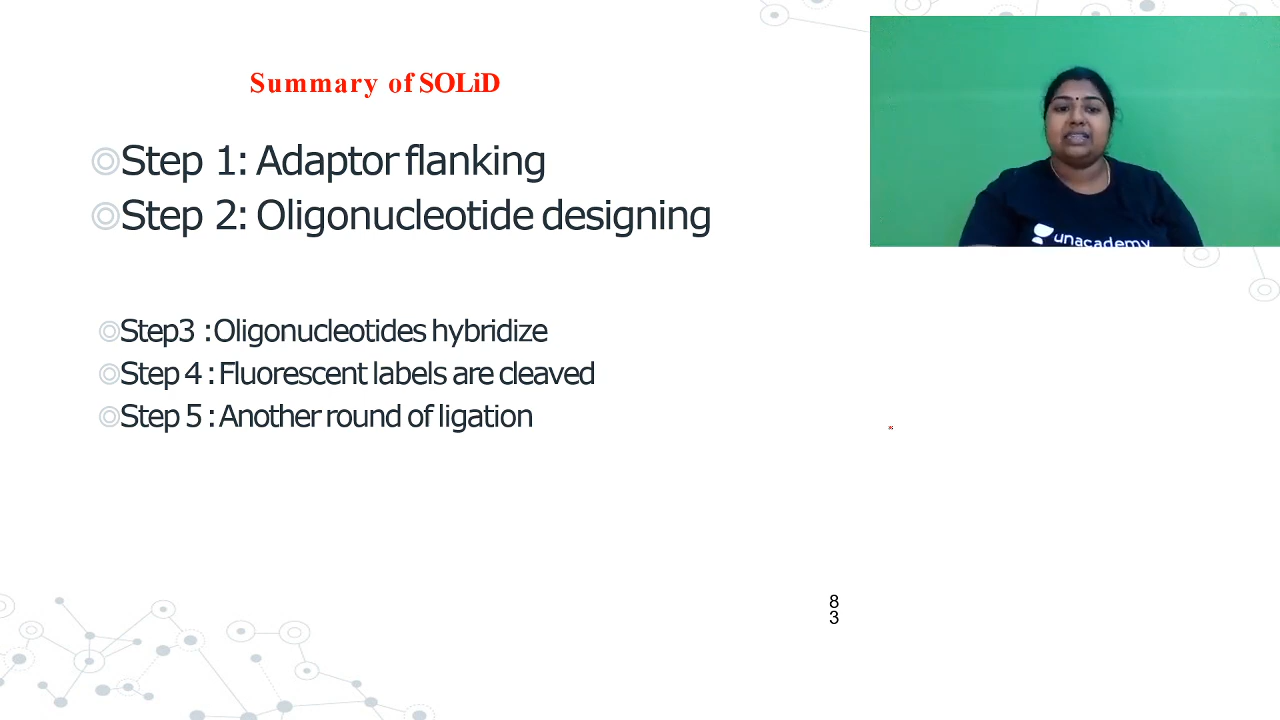 Summary of SOLiD
Step 1: Adaptor flanking
Step 2: Oligonucleotide designing
Step3 :Oligonucleotides hybridize
Step 4 : Fluorescent labels are cleaved
Step 5 : Another round of ligation
unacademy
8
3